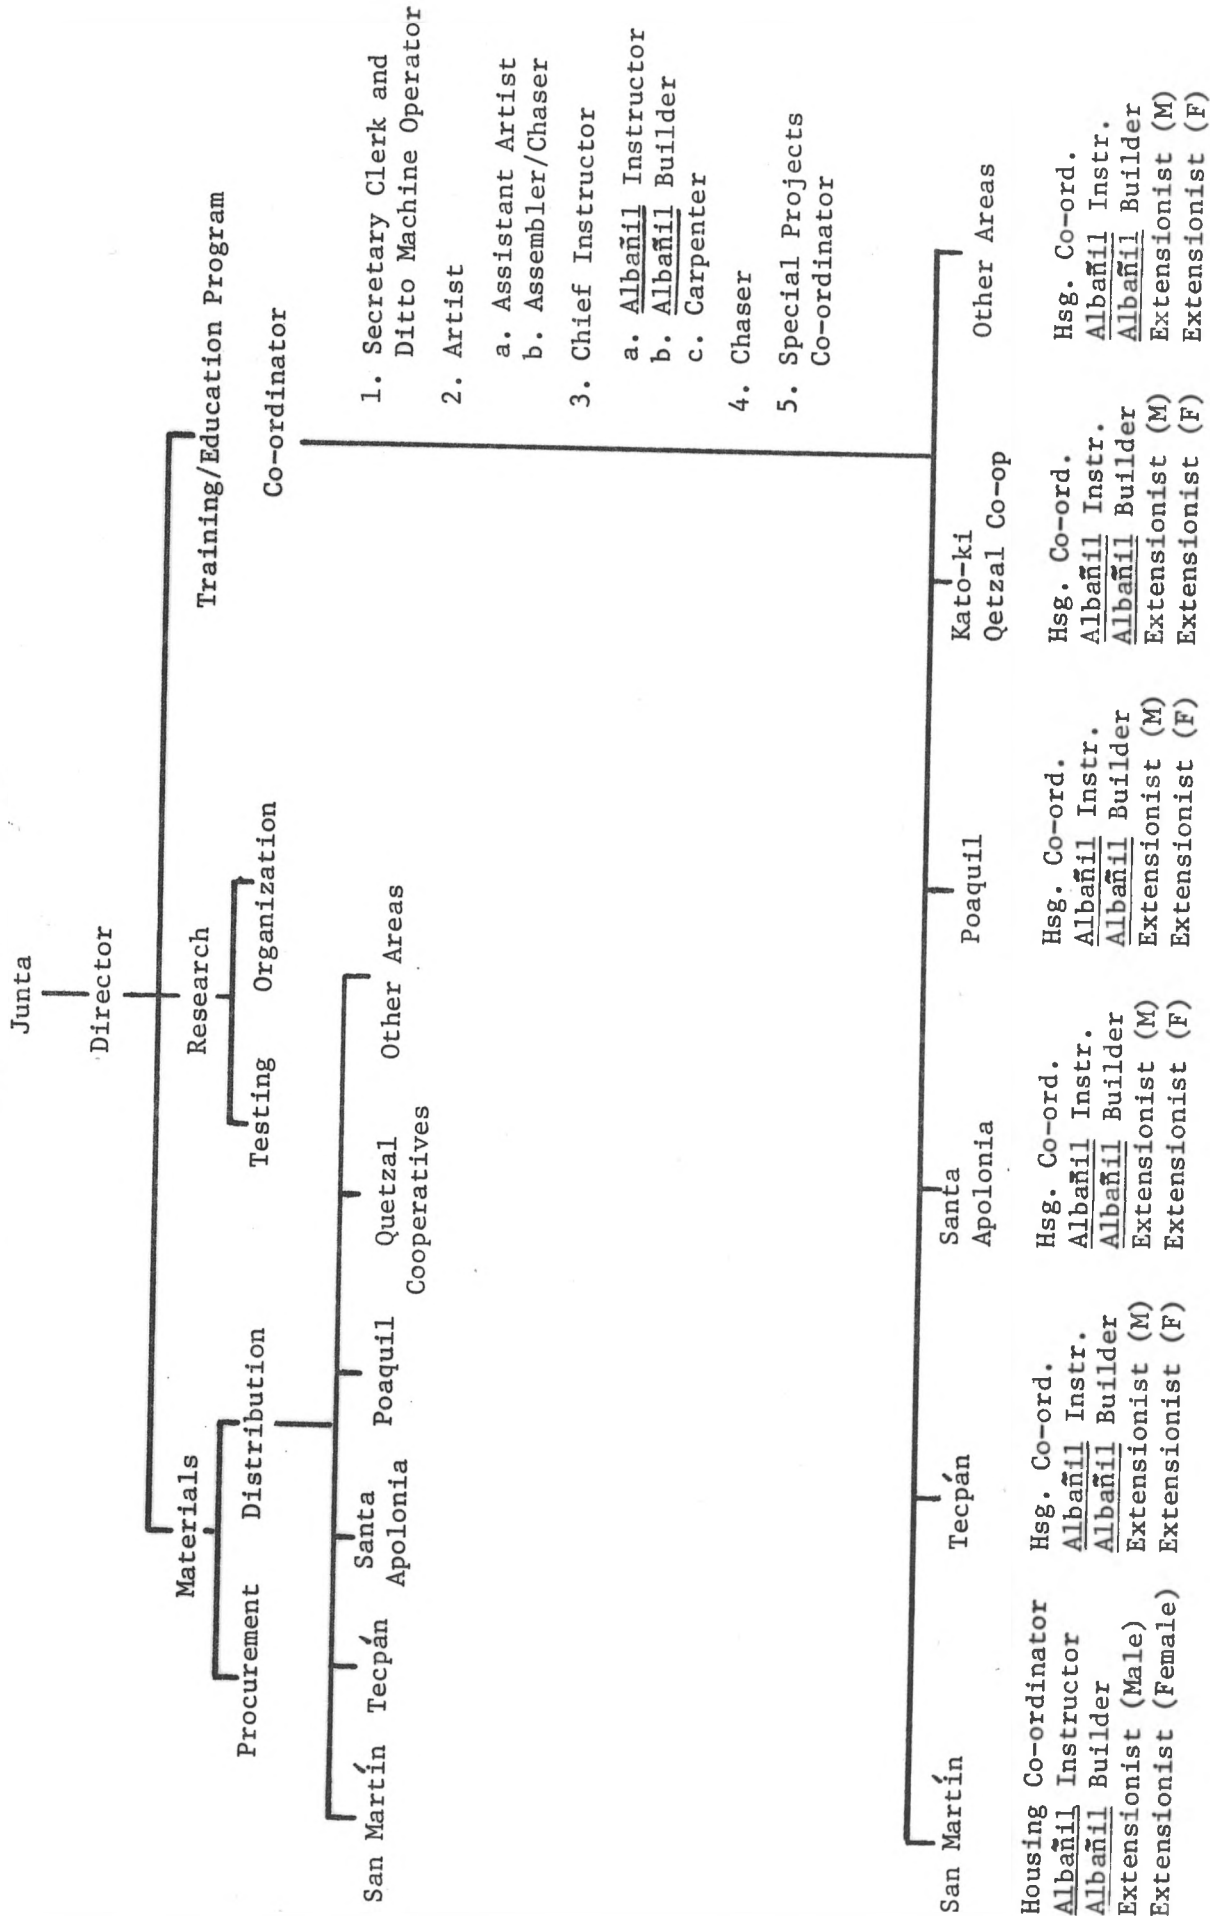 Junta
Director
Materials
Research
Training/Education Program
Procurement
Distribution
Testing
Organization
Co-ordinator
San Martín
Tecpán
Santa
Apolonia
Poaquil
Quetzal
Cooperatives
Other Areas
1. Secretary Clerk and
Ditto Machine Operator
2. Artist
a. Assistant Artist
b. Assembler/Chaser
3. Chief Instructor
a. Albañil Instructor
b. Albañil Builder
c. Carpenter
4. Chaser
5. Special Projects
Co-ordinator
San Martín
Housing Co-ordinator
Albañil Instructor
Albañil Builder
Extensionist (Male)
Extensionist (Female)
Tecpán
Hsg. Co-ord.
Albañil Instr.
Albañil Builder
Extensionist (M)
Extensionist (F)
Santa
Apolonia
Hsg. Co-ord.
Albañil Instr.
Albañil Builder
Extensionist (M)
Extensionist (F)
Poaquil
Hsg. Co-ord.
Albañil Instr.
Albañil Builder
Extensionist (M)
Extensionist (F)
Kato-ki
Qetzal Co-op
Hsg. Co-ord.
Albañil Instr.
Albañil Builder
Extensionist (M)
Extensionist (F)
Other Areas
Hsg. Co-ord.
Albañil Instr.
Albañil Builder
Extensionist (M)
Extensionist (F)